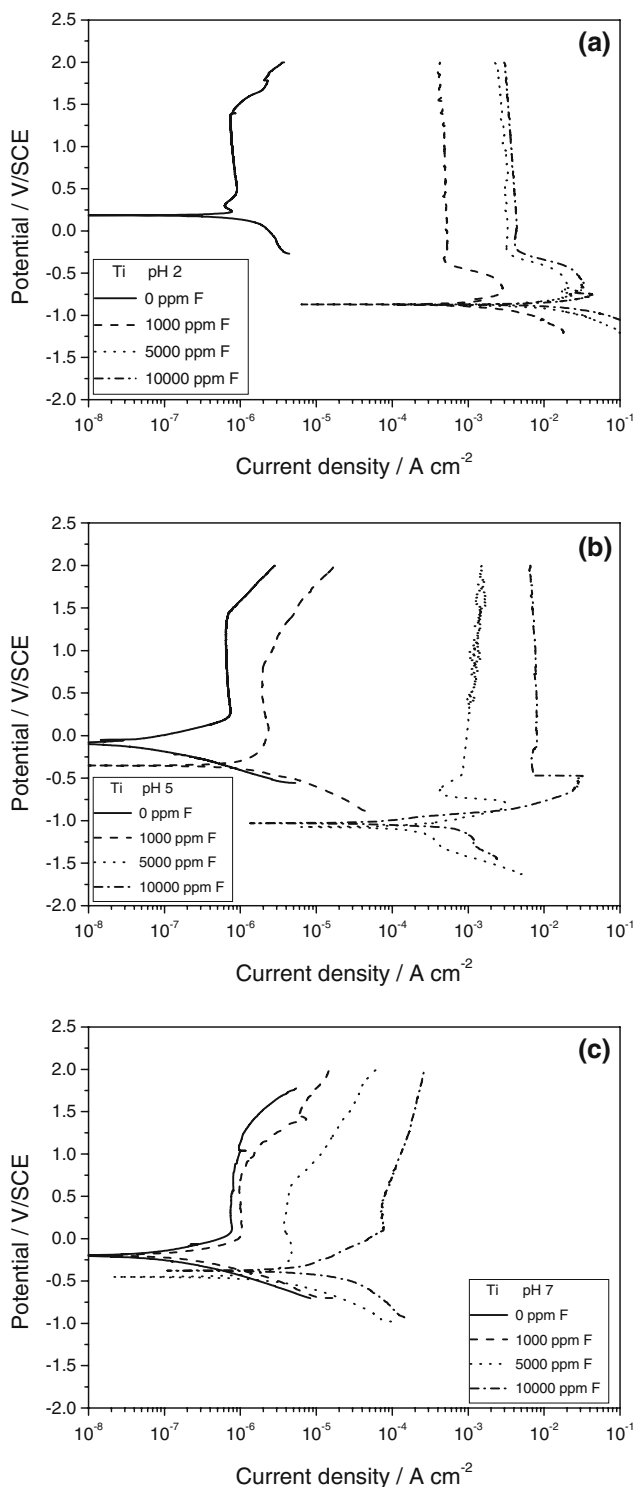 (a)
2.5
2.0
1.5
1.0
0.5
0.0
-0.5
-1.0
-1.5
-2.0
Potential / V/SCE
Ti pH 2
0 ppm F
1000 ppm F
5000 ppm F
10000 ppm F
10⁻⁸ 10⁻⁷ 10⁻⁶ 10⁻⁵ 10⁻⁴ 10⁻³ 10⁻² 10⁻¹
Current density / A cm⁻²
(b)
2.5
2.0
1.5
1.0
0.5
0.0
-0.5
-1.0
-1.5
-2.0
Potential / V/SCE
Ti pH 5
0 ppm F
1000 ppm F
5000 ppm F
10000 ppm F
10⁻⁸ 10⁻⁷ 10⁻⁶ 10⁻⁵ 10⁻⁴ 10⁻³ 10⁻² 10⁻¹
Current density / A cm⁻²
(c)
2.5
2.0
1.5
1.0
0.5
0.0
-0.5
-1.0
-1.5
-2.0
Potential / V/SCE
Ti pH 7
0 ppm F
1000 ppm F
5000 ppm F
10000 ppm F
10⁻⁸ 10⁻⁷ 10⁻⁶ 10⁻⁵ 10⁻⁴ 10⁻³ 10⁻² 10⁻¹
Current density / A cm⁻²